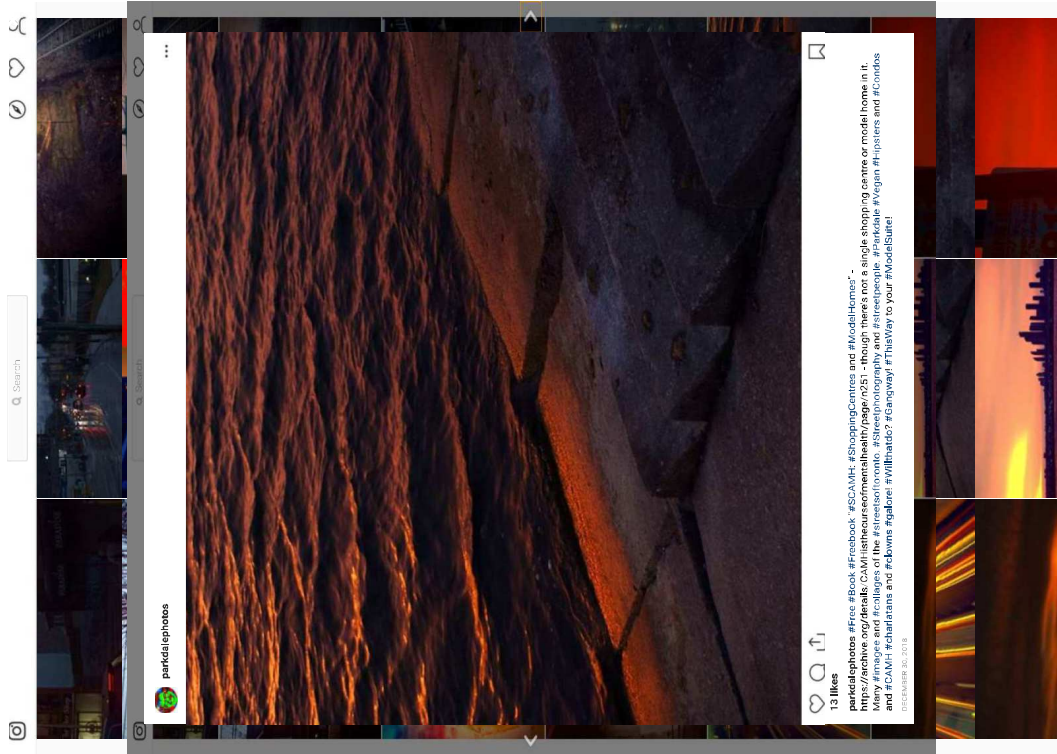 Search
Search
parkdalephotos
13 likes
parkdalephotos #Free #Book #Freebook "#SCAMH: #ShoppingCentres and #ModelHomes" -
https://archive.org/details/CAMHisthecurseofmentalhealth/page/n251 - though there's not a single shopping centre or model home in it.
Many #imagee and #collages of the #streetsoftoronto. #Streetphotography and #streetpeople. #Parkdale #Vegan #Hipsters and #Condos
and #CAMH #charlatans and #clowns #galore! #Willthatdo? #Gangway! #ThisWay to your #ModelSuite!
DECEMBER 30, 2018